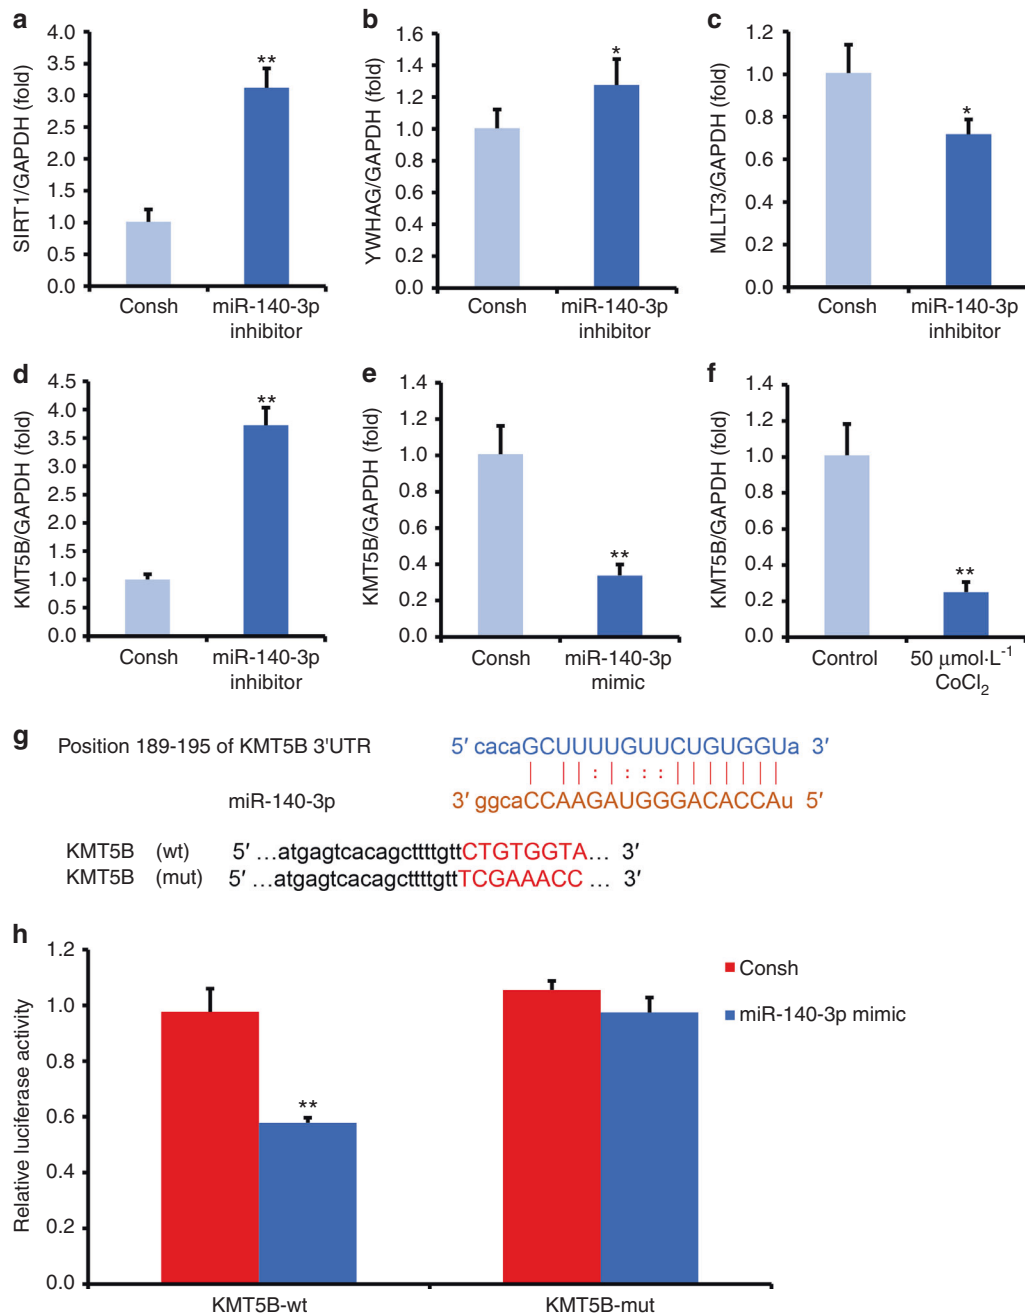 a
SIRT1/GAPDH (fold)
4.0
3.5
3.0
2.5
2.0
1.5
1.0
0.5
0.0
**
Consh
miR-140-3p
inhibitor
b
YWHAG/GAPDH (fold)
1.6
1.4
1.2
1.0
0.8
0.6
0.4
0.2
0.0
*
Consh
miR-140-3p
inhibitor
c
MLLT3/GAPDH (fold)
1.2
1.0
0.8
0.6
0.4
0.2
0.0
*
Consh
miR-140-3p
inhibitor
d
KMT5B/GAPDH (fold)
4.5
4.0
3.5
3.0
2.5
2.0
1.5
1.0
0.5
0.0
**
Consh
miR-140-3p
inhibitor
e
KMT5B/GAPDH (fold)
1.4
1.2
1.0
0.8
0.6
0.4
0.2
0.0
**
Consh
miR-140-3p
mimic
f
KMT5B/GAPDH (fold)
1.4
1.2
1.0
0.8
0.6
0.4
0.2
0.0
**
Control
50 μmol·L⁻¹
CoCl₂
g
Position 189-195 of KMT5B 3'UTR 5′ cacaGCUUUUGUUCUGUGGUa 3′
miR-140-3p 3′ ggcaCCAAGAUGGGACACCAu 5′
KMT5B (wt) 5′ …atgagtcacagcttttgttCTGTGGTA… 3′
KMT5B (mut) 5′ …atgagtcacagcttttgttTCGAAACC … 3′
h
Relative luciferase activity
1.2
1.0
0.8
0.6
0.4
0.2
0.0
**
KMT5B-wt
KMT5B-mut
Consh
miR-140-3p mimic